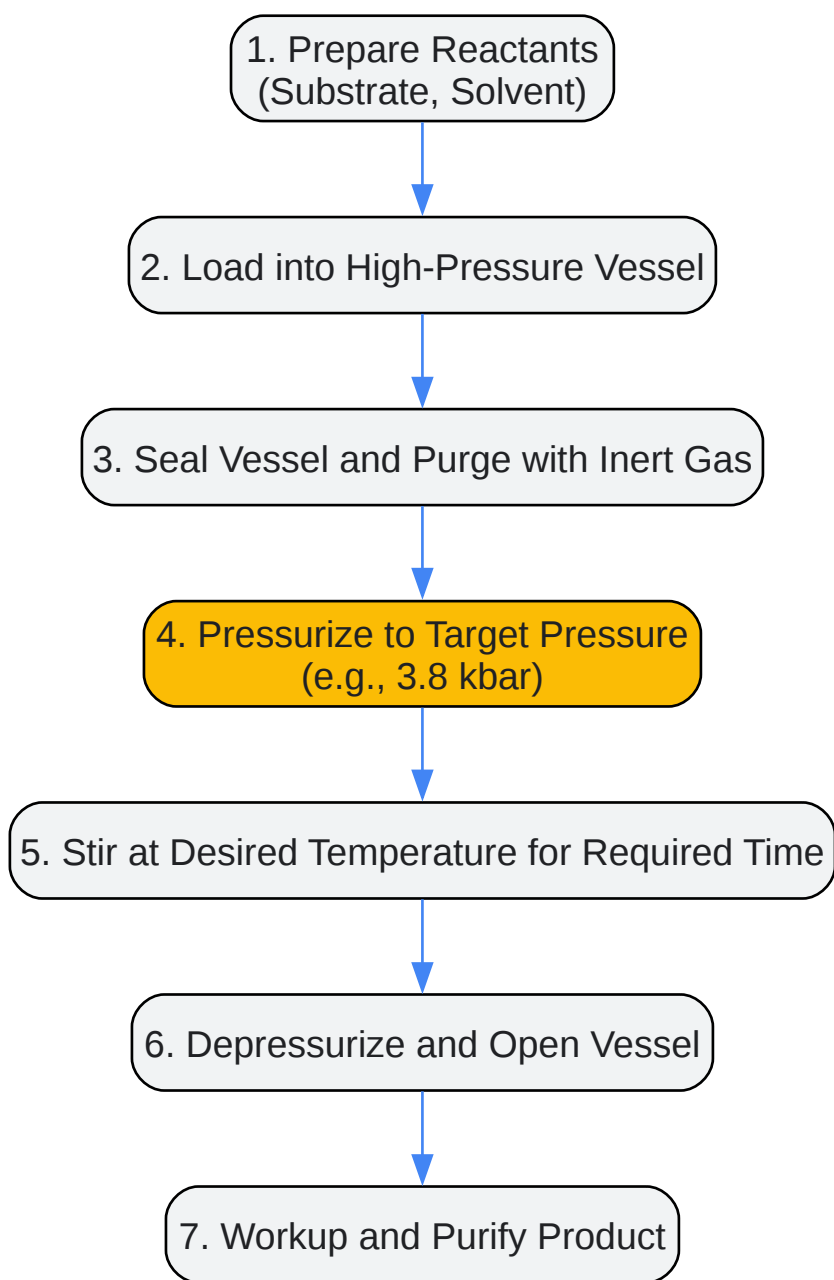 1. Prepare Reactants
(Substrate, Solvent)
2. Load into High-Pressure Vessel
3. Seal Vessel and Purge with Inert Gas
4. Pressurize to Target Pressure
(e.g., 3.8 kbar)
5. Stir at Desired Temperature for Required Time
6. Depressurize and Open Vessel
7. Workup and Purify Product